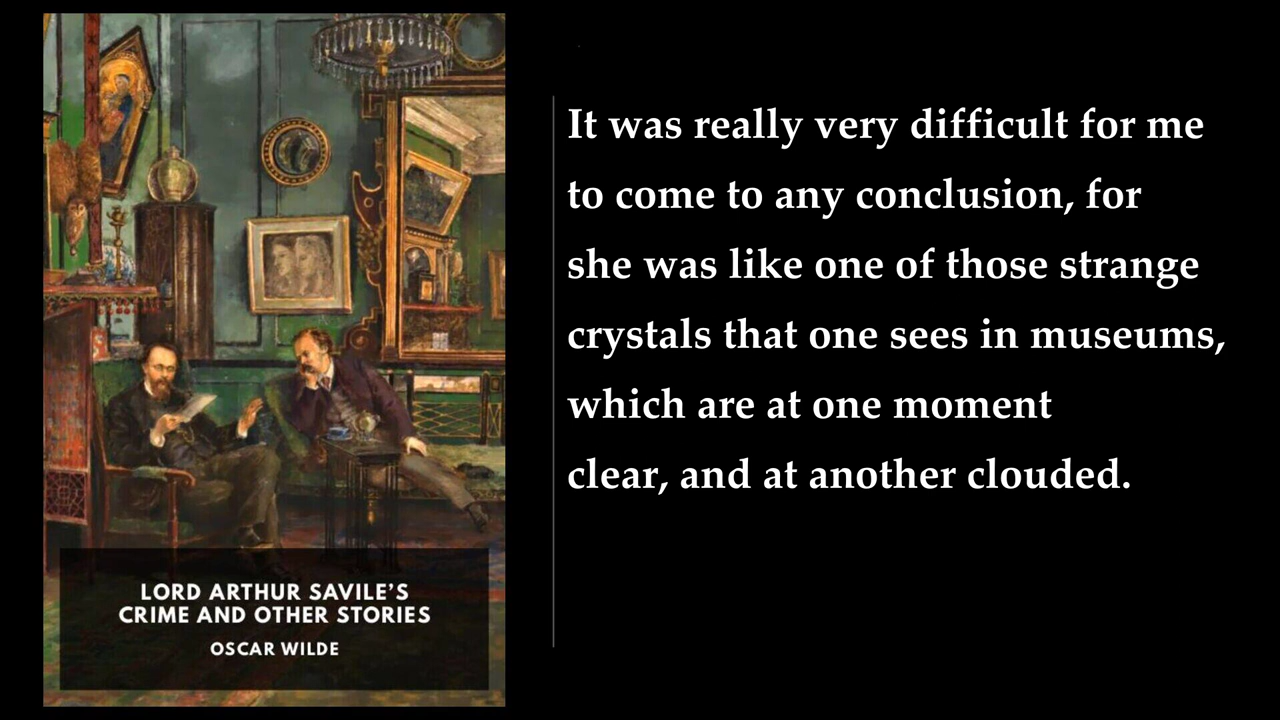 LORD ARTHUR SAVILE’S
CRIME AND OTHER STORIES
OSCAR WILDE
It was really very difficult for me
to come to any conclusion, for
she was like one of those strange
crystals that one sees in museums,
which are at one moment
clear, and at another clouded.